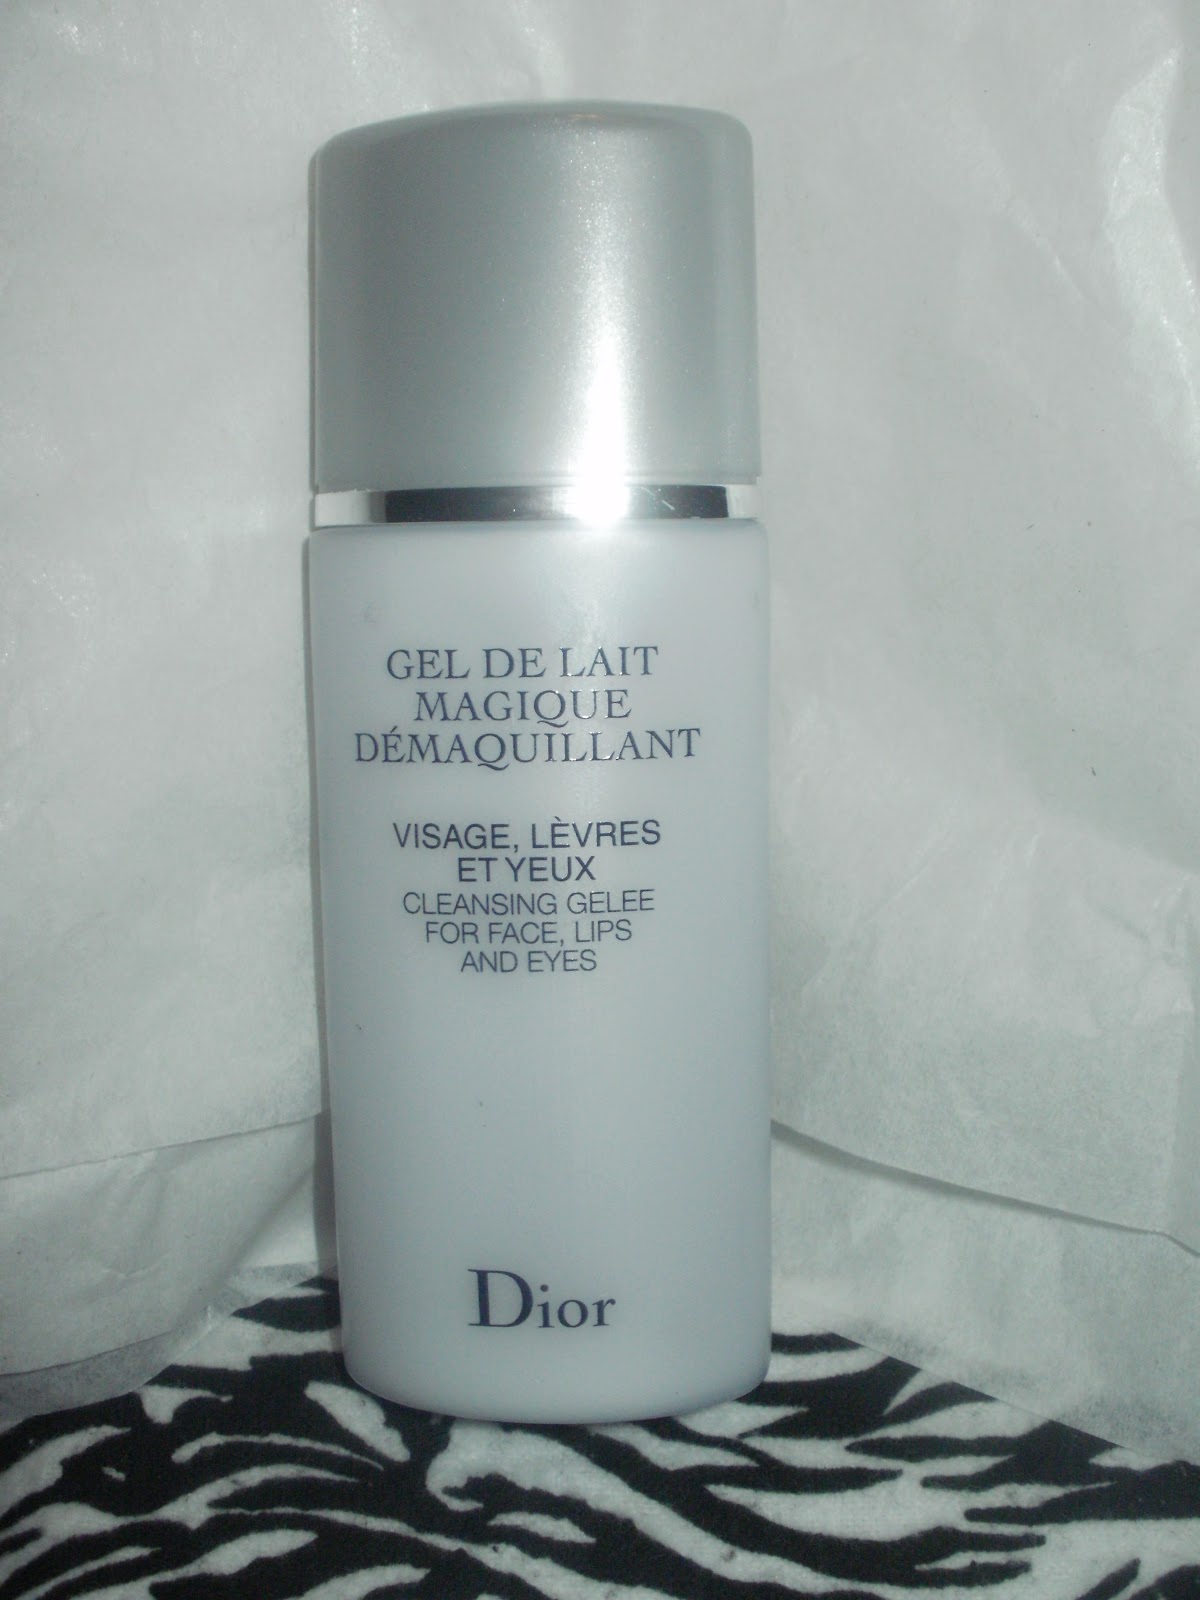 GEL DE LAIT
MAGIQUE
DÉMAQUILLANT
VISAGE, LÈVRES
ET YEUX
CLEANSING GELEE
FOR FACE, LIPS
AND EYES
Dior